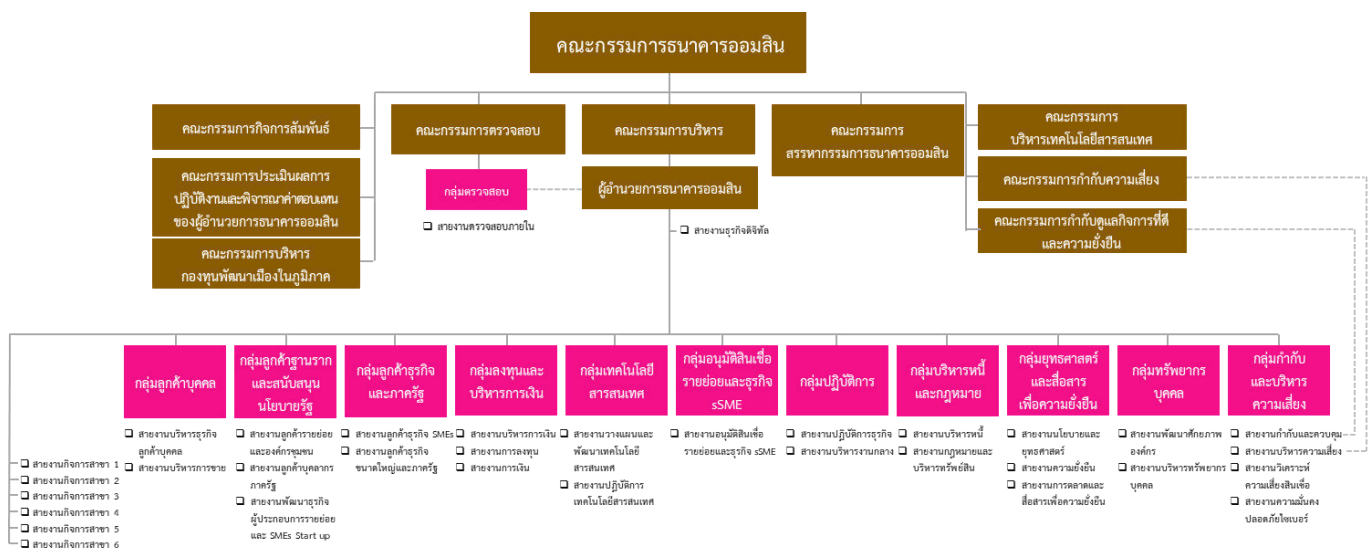 คณะกรรมการธนาคารออมสิน
คณะกรรมการกิจการสัมพันธ์
คณะกรรมการประเมินผลการ
ปฏิบัติงานและพิจารณาค่าตอบแทน
ของผู้อำนวยการธนาคารออมสิน
คณะกรรมการบริหาร
กองทุนพัฒนาเมืองในภูมิภาค
คณะกรรมการตรวจสอบ
กลุ่มตรวจสอบ
สายงานตรวจสอบภายใน
คณะกรรมการบริหาร
ผู้อำนวยการธนาคารออมสิน
สายงานธุรกิจดิจิทัล
คณะกรรมการ
สรรหากรรมการธนาคารออมสิน
คณะกรรมการ
บริหารเทคโนโลยีสารสนเทศ
คณะกรรมการกำกับความเสี่ยง
คณะกรรมการกำกับดูแลกิจการที่ดี
และความยั่งยืน
สายงานกิจการสาขา 1
สายงานกิจการสาขา 2
สายงานกิจการสาขา 3
สายงานกิจการสาขา 4
สายงานกิจการสาขา 5
สายงานกิจการสาขา 6
กลุ่มลูกค้าบุคคล
สายงานบริหารธุรกิจ
ลูกค้าบุคคล
สายงานบริหารการขาย
กลุ่มลูกค้าฐานราก
และสนับสนุน
นโยบายรัฐ
สายงานลูกค้ารายย่อย
และองค์กรชุมชน
สายงานลูกค้าบุคลากร
ภาครัฐ
สายงานพัฒนาธุรกิจ
ผู้ประกอบการรายย่อย
และ SMEs Start up
กลุ่มลูกค้าธุรกิจ
และภาครัฐ
สายงานลูกค้าธุรกิจ SMEs
สายงานลูกค้าธุรกิจ
ขนาดใหญ่และภาครัฐ
กลุ่มลงทุนและ
บริหารการเงิน
สายงานบริหารการเงิน
สายงานการลงทุน
สายงานการเงิน
กลุ่มเทคโนโลยี
สารสนเทศ
สายงานวางแผนและ
พัฒนาเทคโนโลยี
สารสนเทศ
สายงานปฏิบัติการ
เทคโนโลยีสารสนเทศ
กลุ่มอนุมัติสินเชื่อ
รายย่อยและธุรกิจ
sSME
สายงานอนุมัติสินเชื่อ
รายย่อยและธุรกิจ sSME
กลุ่มปฏิบัติการ
สายงานปฏิบัติการธุรกิจ
สายงานบริหารงานกลาง
กลุ่มบริหารหนี้
และกฎหมาย
สายงานบริหารหนี้
สายงานกฎหมายและ
บริหารทรัพย์สิน
กลุ่มยุทธศาสตร์
และสื่อสาร
เพื่อความยั่งยืน
สายงานนโยบายและ
ยุทธศาสตร์
สายงานความยั่งยืน
สายงานการตลาดและ
สื่อสารเพื่อความยั่งยืน
กลุ่มทรัพยากร
บุคคล
สายงานพัฒนาศักยภาพ
องค์กร
สายงานบริหารทรัพยากร
บุคคล
กลุ่มกำกับ
และบริหาร
ความเสี่ยง
สายงานกำกับและควบคุม
สายงานบริหารความเสี่ยง
สายงานวิเคราะห์
ความเสี่ยงสินเชื่อ
สายงานความมั่นคง
ปลอดภัยไซเบอร์